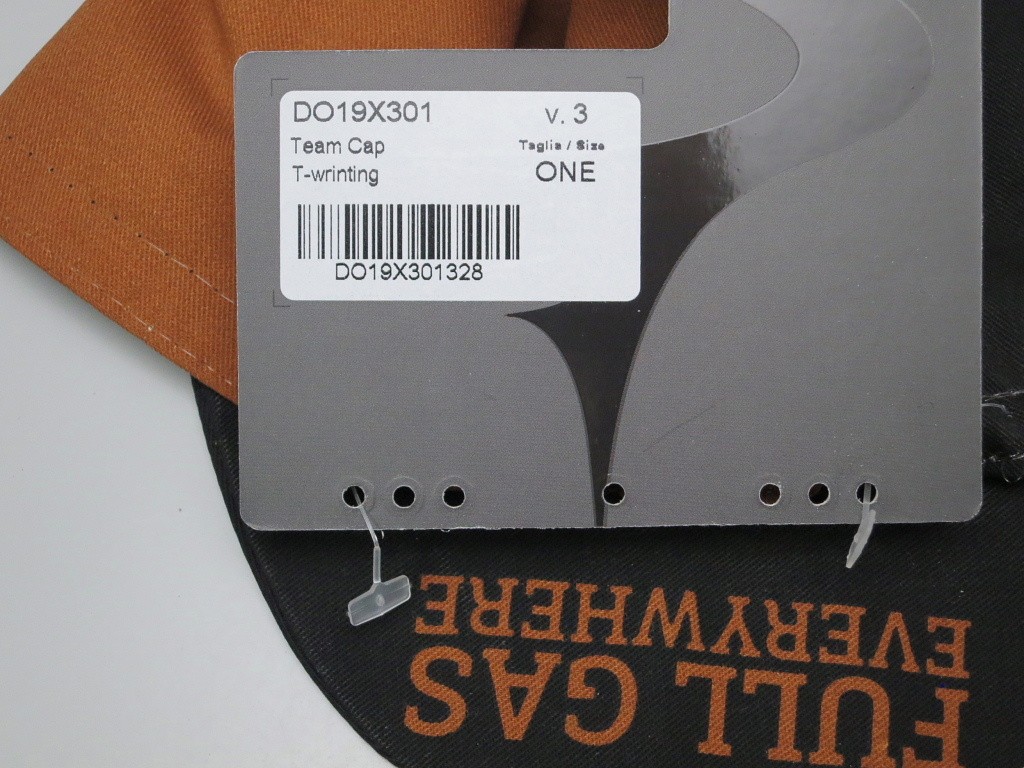 DO19X301
v. 3
Team Cap
Taglia / Size
T-wrinting
ONE
DO19X301328
FULL GAS
EVERYWHERE